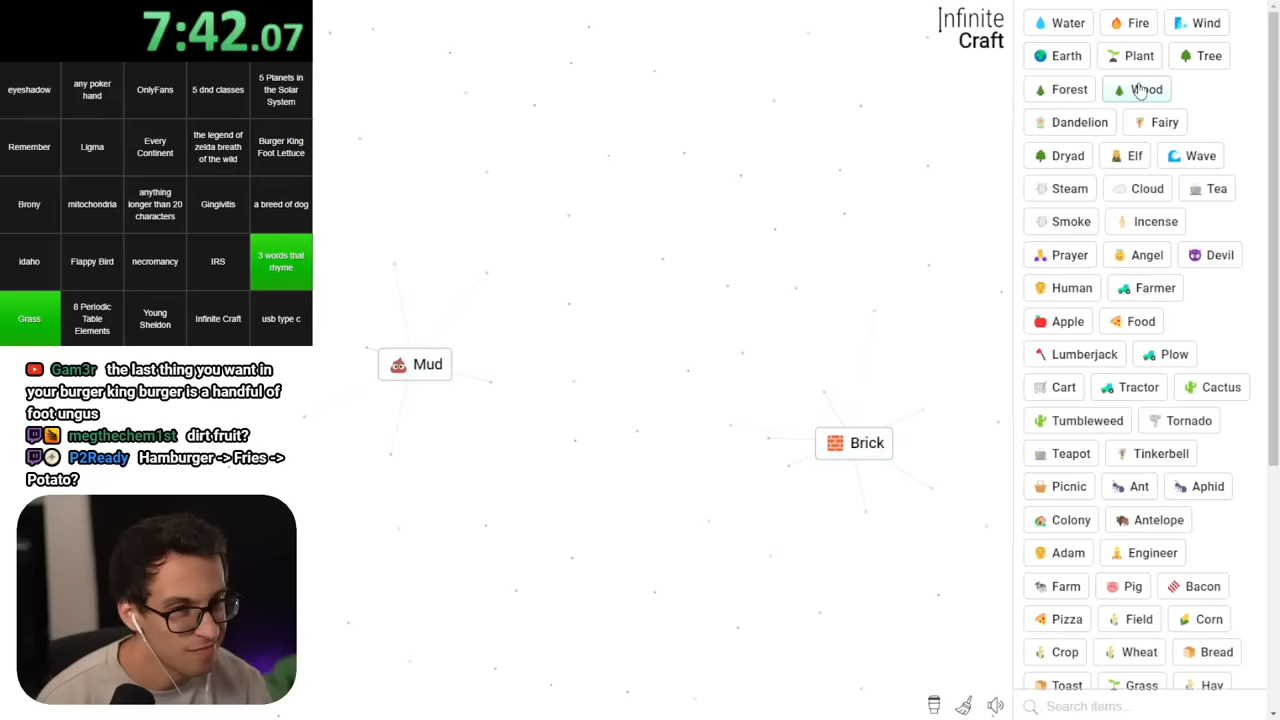 7:42.07
eyeshadow
any poker
hand
OnlyFans
5 dnd classes
5 Planets in
the Solar
System
Remember
Ligma
Every
Continent
the legend of
zelda breath
of the wild
Burger King
Foot Lettuce
Brony
mitochondria
anything
longer than 20
characters
Gingivitis
a breed of dog
idaho
Flappy Bird
necromancy
IRS
3 words that
rhyme
Grass
8 Periodic
Table
Elements
Young
Sheldon
Infinite Craft
usb type c
Gam3r the last thing you want in
your burger king burger is a handful of
foot ungus
megthechem1st dirt fruit?
P2Ready Hamburger -> Fries ->
Potato?
Mud
Brick
Infinite
Craft
Water Fire Wind
Earth Plant Tree
Forest Wood
Dandelion Fairy
Dryad Elf Wave
Steam Cloud Tea
Smoke Incense
Prayer Angel Devil
Human Farmer
Apple Food
Lumberjack Plow
Cart Tractor Cactus
Tumbleweed Tornado
Teapot Tinkerbell
Picnic Ant Aphid
Colony Antelope
Adam Engineer
Farm Pig Bacon
Pizza Field Corn
Crop Wheat Bread
Toast Grass Hay
Search items...